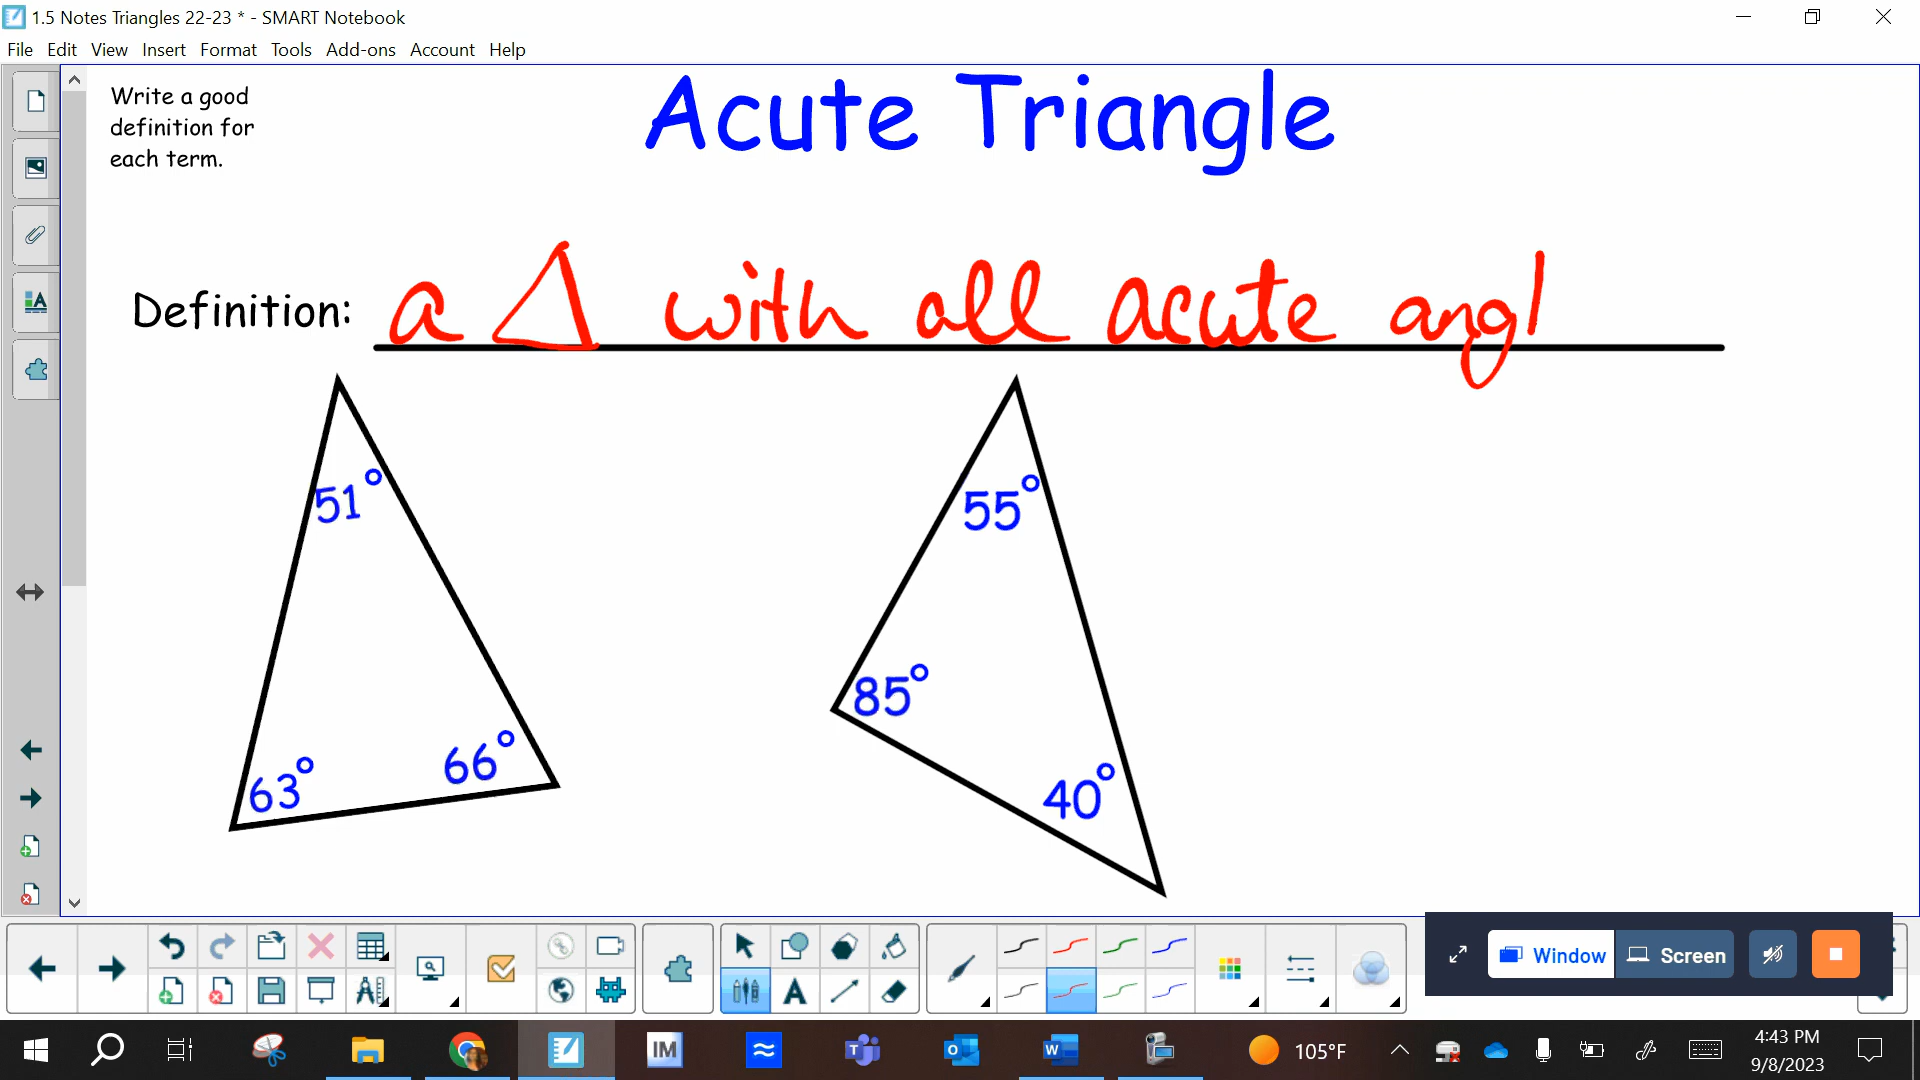 1.5 Notes Triangles 22-23 * - SMART Notebook
File Edit View Insert Format Tools Add-ons Account Help
Write a good
definition for
each term.
Acute Triangle
Definition: a △ with all acute angl
51°
63°
66°
55°
85°
40°
Window
Screen
IM
105°F
4:43 PM
9/8/2023